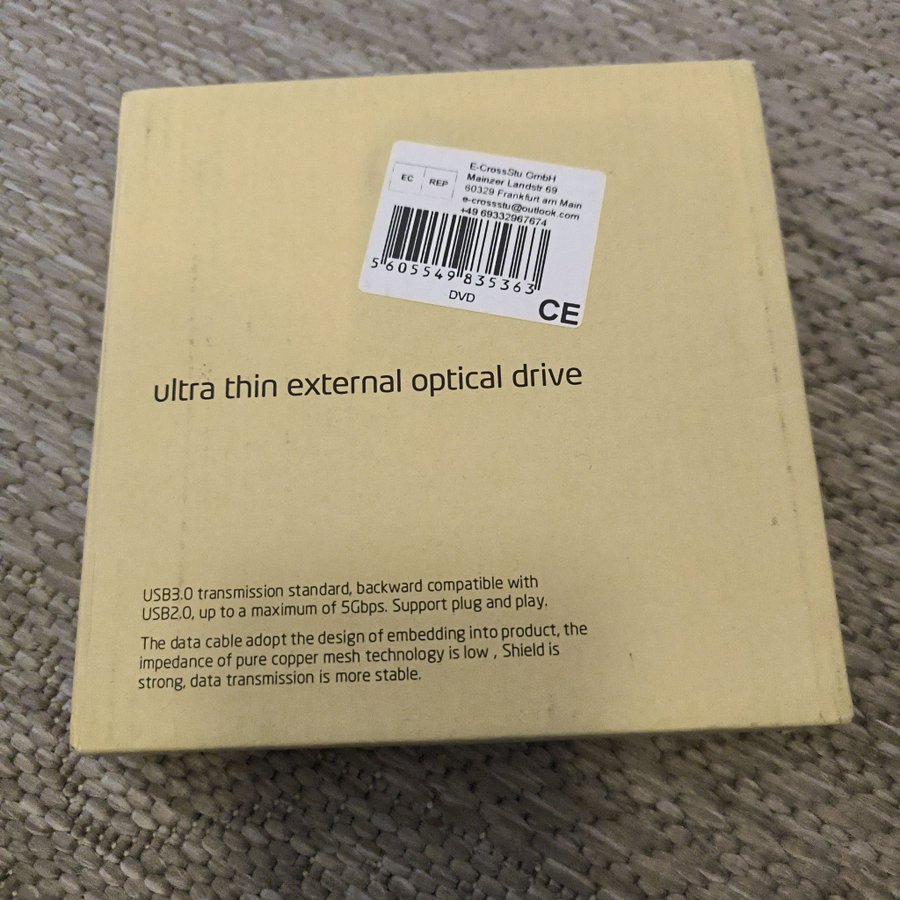 EC REP
E-CrossStu GmbH
Mainzer Landstr 69
60329 Frankfurt am Main
e-crossstu@outlook.com
+49 69332967674
5 605549 835363
DVD
CE
ultra thin external optical drive
USB3.0 transmission standard, backward compatible with
USB2.0, up to a maximum of 5Gbps. Support plug and play.
The data cable adopt the design of embedding into product, the
impedance of pure copper mesh technology is low , Shield is
strong, data transmission is more stable.